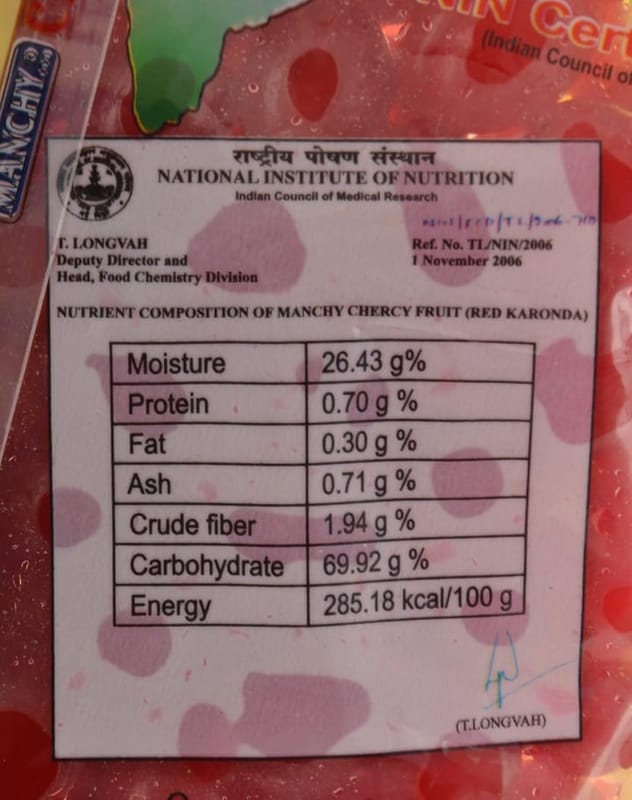 NIN Cert
(Indian Council of
MANCHY
राष्ट्रीय पोषण संस्थान
NATIONAL INSTITUTE OF NUTRITION
Indian Council of Medical Research
T. LONGVAH
Deputy Director and
Head, Food Chemistry Division
Ref. No. TL/NIN/2006
1 November 2006
NUTRIENT COMPOSITION OF MANCHY CHERCY FRUIT (RED KARONDA)
Moisture 26.43 g%
Protein 0.70 g %
Fat 0.30 g %
Ash 0.71 g %
Crude fiber 1.94 g %
Carbohydrate 69.92 g %
Energy 285.18 kcal/100 g
(T.LONGVAH)